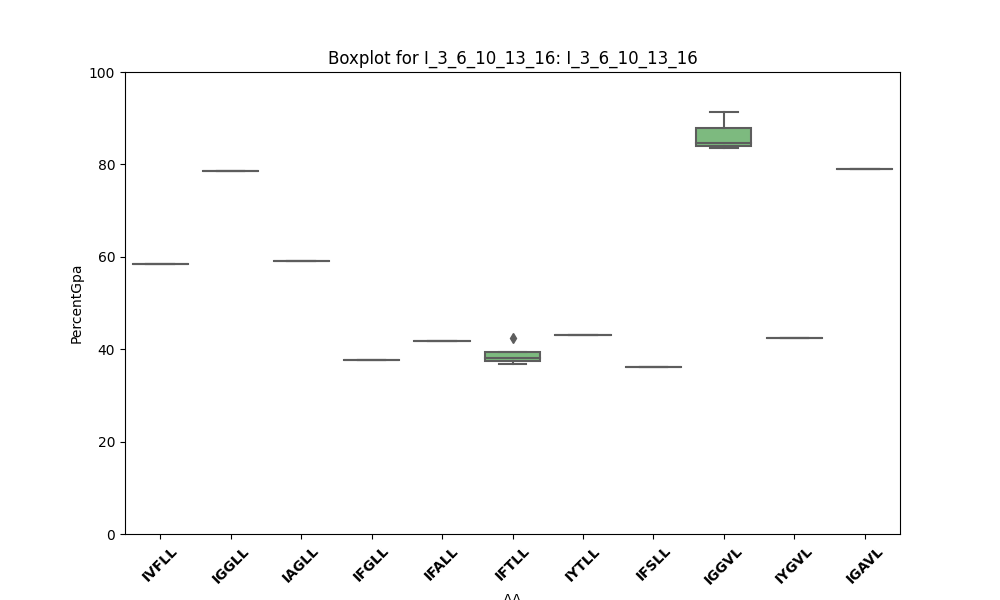 Boxplot for I_3_6_10_13_16: I_3_6_10_13_16
100
80
60
40
20
0
PercentGpa
IVFLL
IGGLL
IAGLL
IFGLL
IFALL
IFTLL
IYTLL
IFSLL
IGGVL
IYGVL
IGAVL
AA